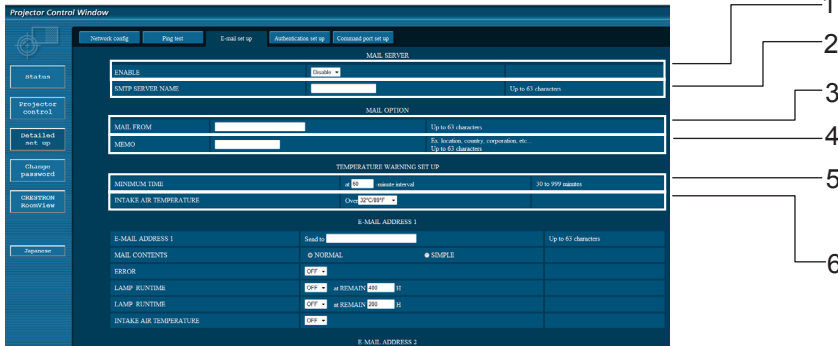 Projector Control Window
Network config Ping test E-mail set up Authentication set up Command port set up
MAIL SERVER
ENABLE Disable
1
SMTP SERVER NAME Up to 63 characters
2
MAIL OPTION
MAIL FROM Up to 63 characters
3
MEMO Ex. location, country, corporation, etc...
Up to 63 characters
4
TEMPERATURE WARNING SET UP
MINIMUM TIME at 60 -minute interval 30 to 999 minutes
5
INTAKE AIR TEMPERATURE Over 32°C/89°F
6
E-MAIL ADDRESS 1
E-MAIL ADDRESS 1 Send to Up to 63 characters
MAIL CONTENTS NORMAL SIMPLE
ERROR OFF
LAMP RUNTIME OFF at REMAIN 400 H
LAMP RUNTIME OFF at REMAIN 200 H
INTAKE AIR TEMPERATURE OFF
E-MAIL ADDRESS 2
Status
Projector
control
Detailed
set up
Change
password
CRESTRON
RoomView
Japanese